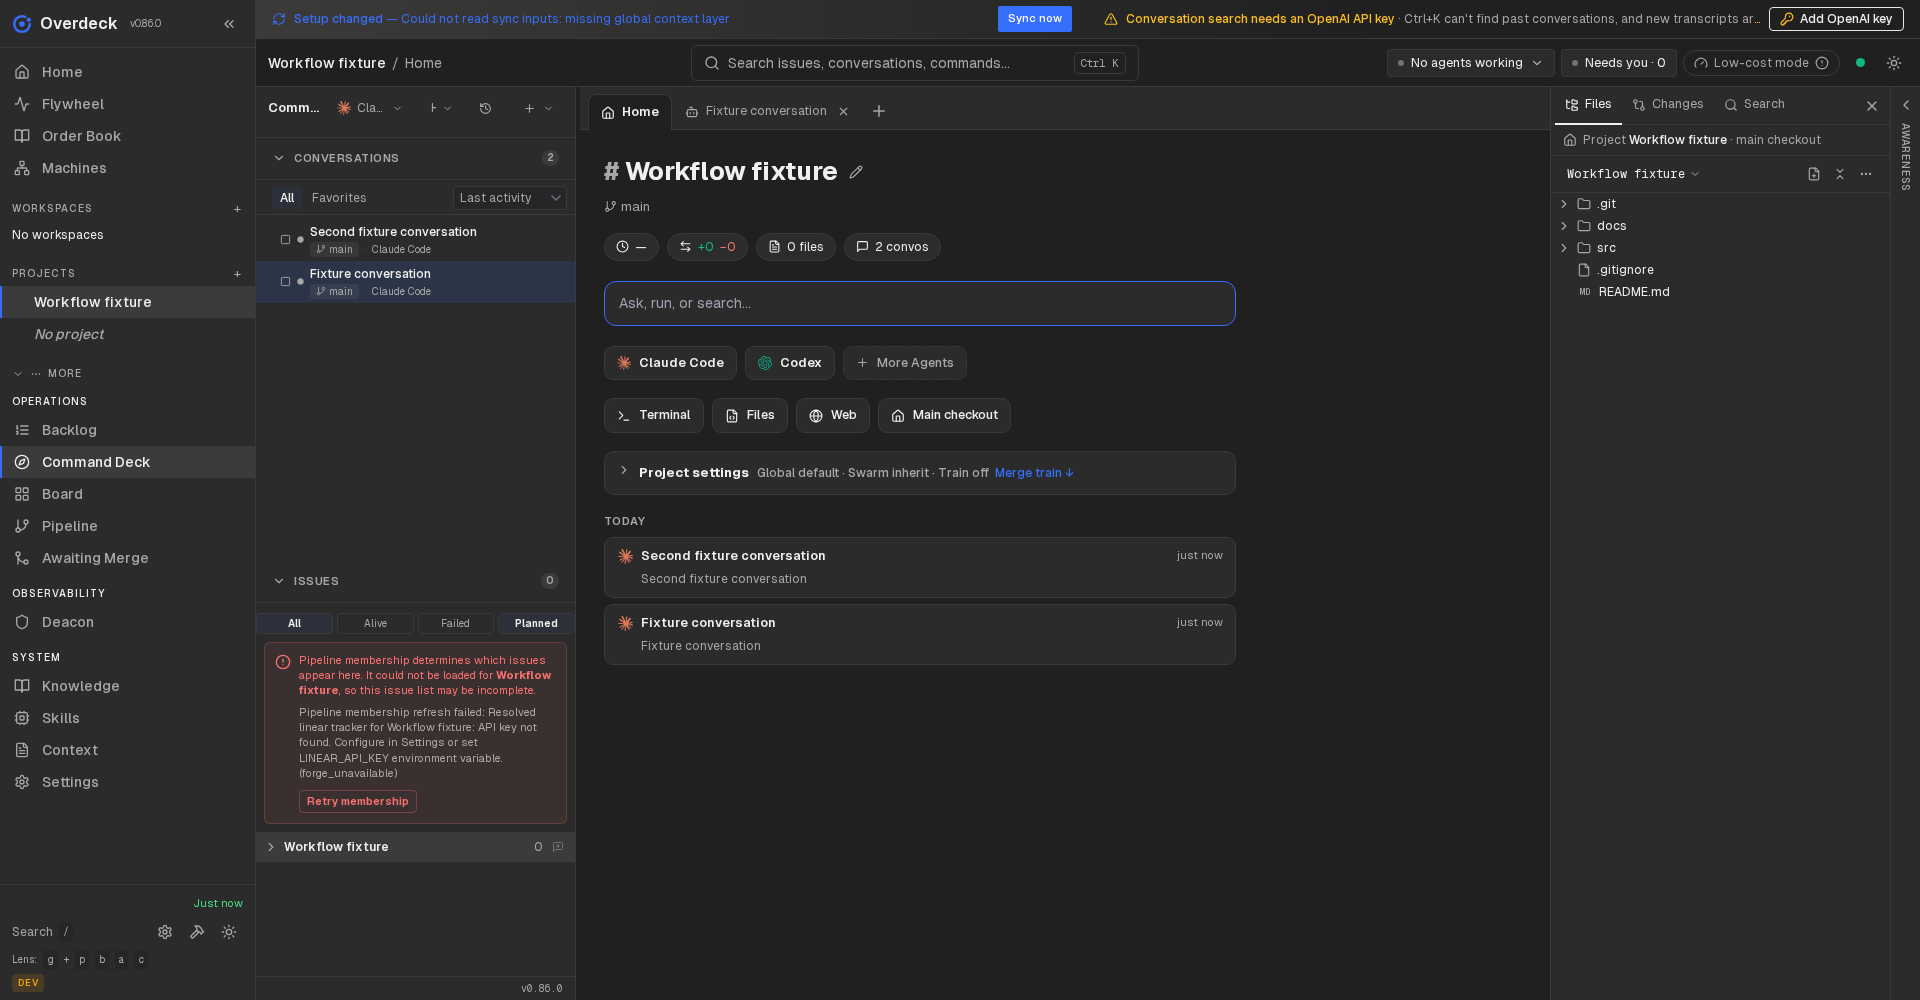 Overdeck v0.86.0
Setup changed — Could not read sync inputs: missing global context layer
Sync now
Conversation search needs an OpenAI API key · Ctrl+K can't find past conversations, and new transcripts ar...
Add OpenAI key
Workflow fixture / Home
Search issues, conversations, commands...
Ctrl K
No agents working
Needs you · 0
Low-cost mode
Home
Flywheel
Order Book
Machines
WORKSPACES +
No workspaces
PROJECTS +
Workflow fixture
No project
··· MORE
OPERATIONS
Backlog
Command Deck
Board
Pipeline
Awaiting Merge
OBSERVABILITY
Deacon
SYSTEM
Knowledge
Skills
Context
Settings
Just now
Search /
Lens: g + p b a c
DEV
Comm... Cla...
CONVERSATIONS 2
All Favorites Last activity
Second fixture conversation
main · Claude Code
Fixture conversation
main · Claude Code
ISSUES 0
All Alive Failed Planned
Pipeline membership determines which issues
appear here. It could not be loaded for Workflow
fixture, so this issue list may be incomplete.
Pipeline membership refresh failed: Resolved
linear tracker for Workflow fixture: API key not
found. Configure in Settings or set
LINEAR_API_KEY environment variable.
(forge_unavailable)
Retry membership
Workflow fixture 0
v0.86.0
Home
Fixture conversation
# Workflow fixture
main
—
+0 −0
0 files
2 convos
Ask, run, or search...
Claude Code
Codex
+ More Agents
Terminal
Files
Web
Main checkout
Project settings Global default · Swarm inherit · Train off Merge train ↓
TODAY
Second fixture conversation just now
Second fixture conversation
Fixture conversation just now
Fixture conversation
Files Changes Search
Project Workflow fixture · main checkout
Workflow fixture
.git
docs
src
.gitignore
MD README.md
AWARENESS